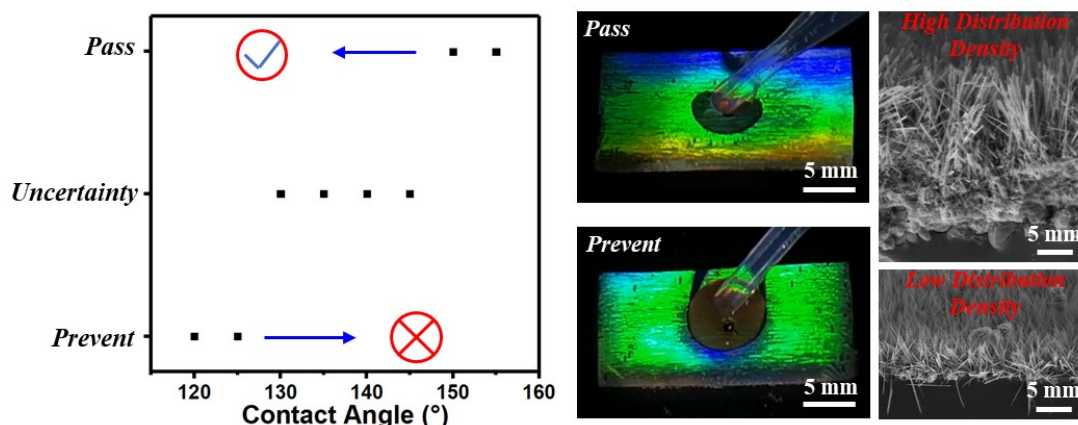 Pass
Uncertainty
Prevent
120 130 140 150 160
Contact Angle (°)
Pass
5 mm
Prevent
5 mm
High Distribution
Density
5 mm
Low Distribution
Density
5 mm